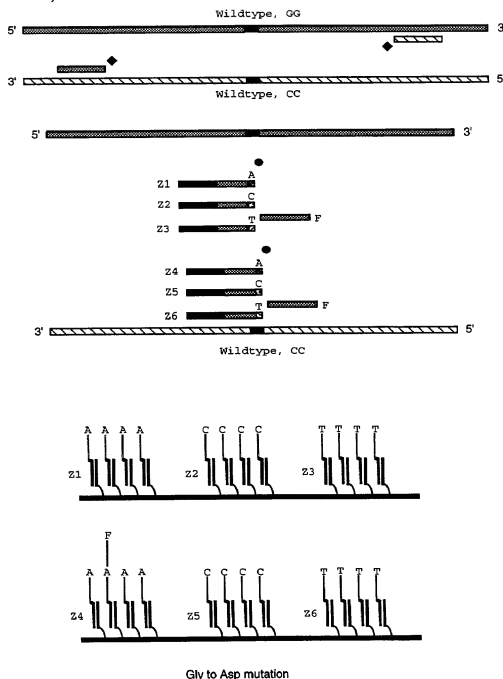 Wildtype, GG
5' 3
3' 5
Wildtype, CC
5' 3'
A
Z1
C
Z2
T
Z3 F
A
Z4
C
Z5
T F
Z6
3' 5'
Wildtype, CC
A A A A C C C C T T T T
Z1 Z2 Z3
F
A A A A C C C C T T T T
Z4 Z5 Z6
Gly to Asp mutation